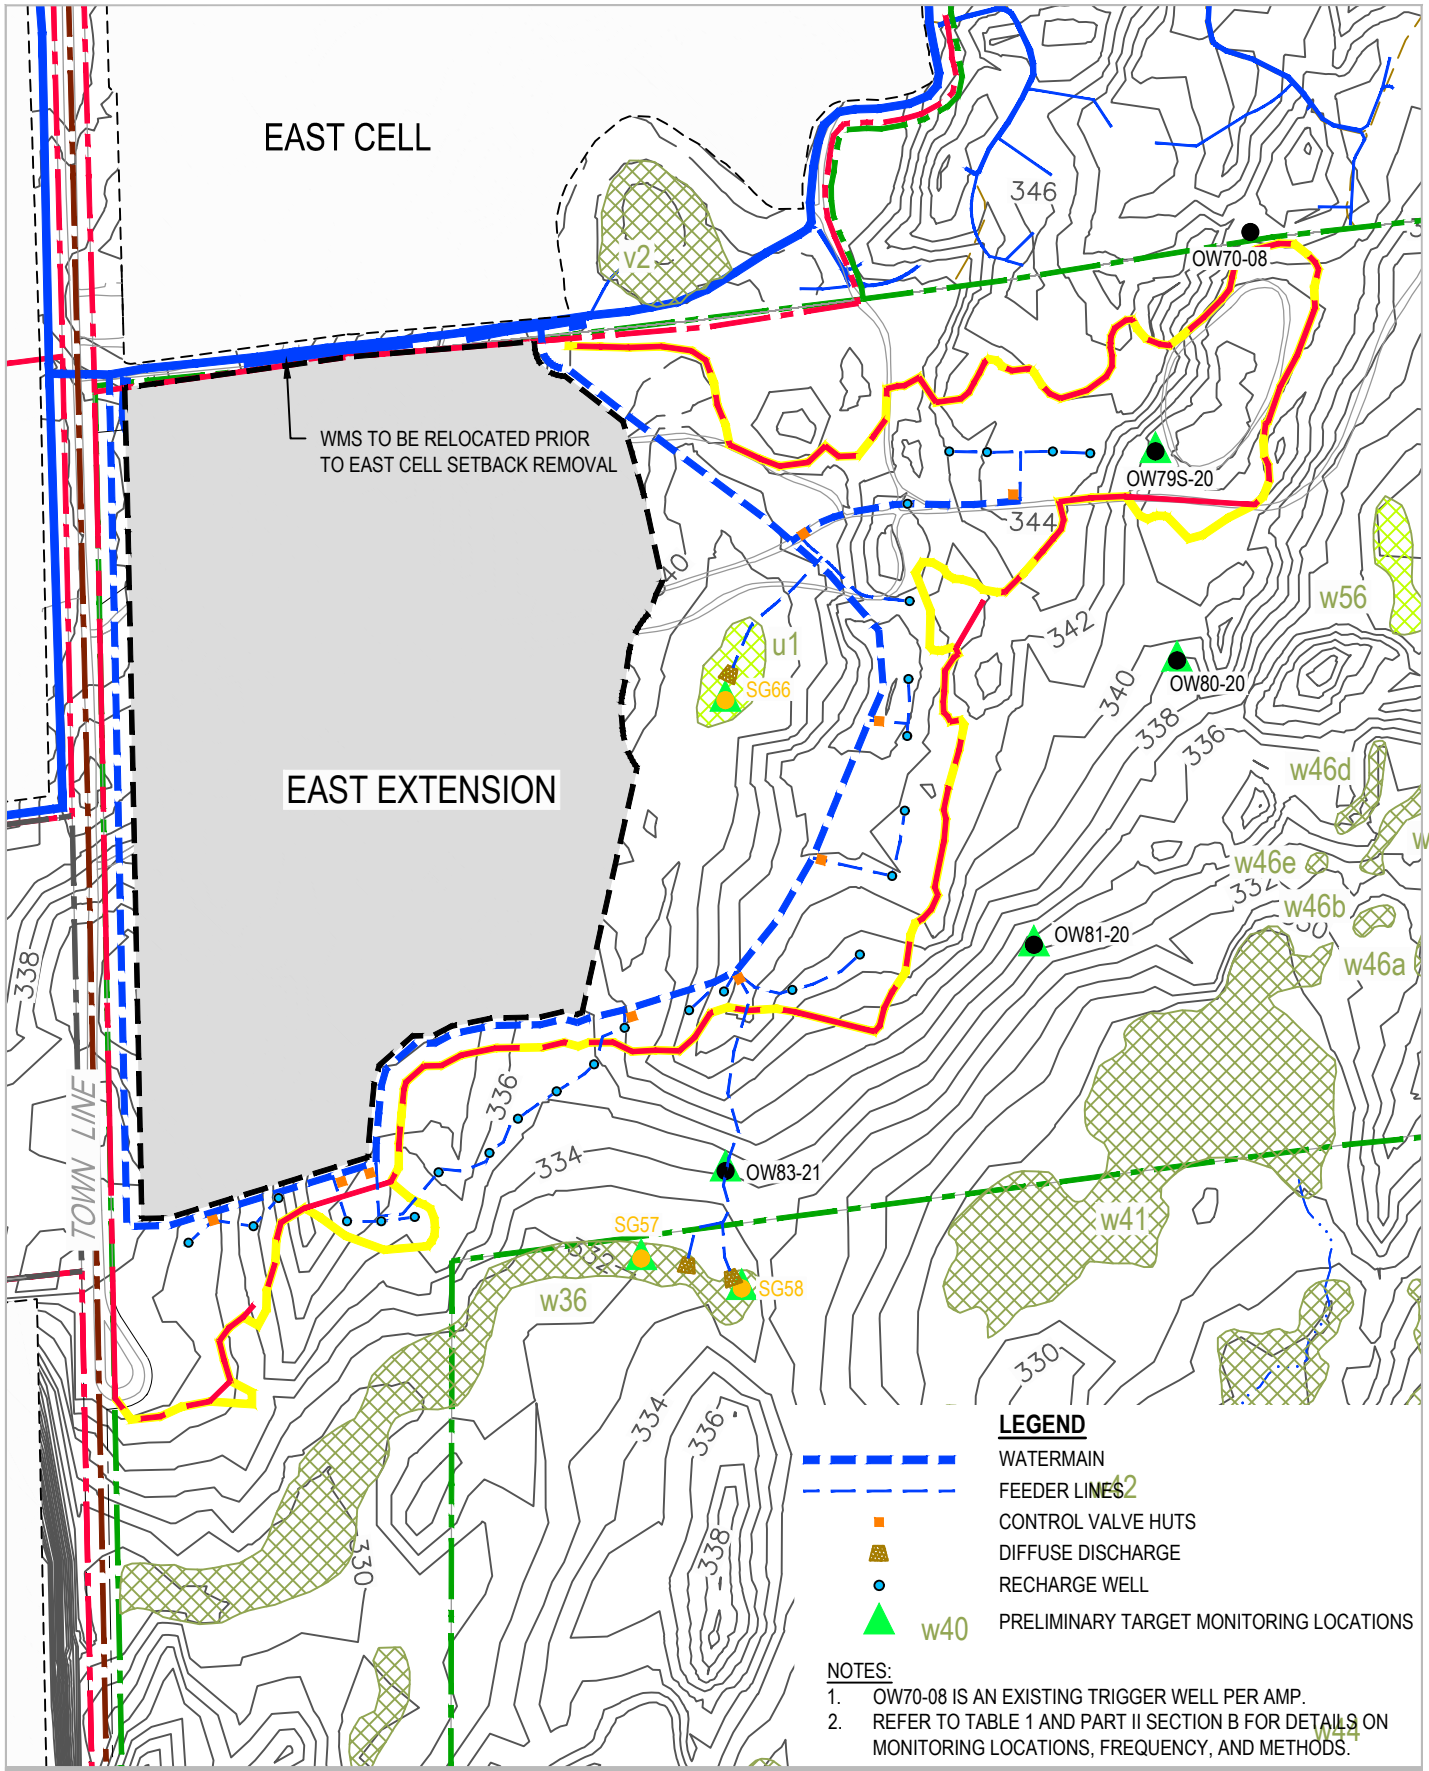 EAST CELL
346
v2
OW70-08
WMS TO BE RELOCATED PRIOR
TO EAST CELL SETBACK REMOVAL
OW79S-20
344
40
w56
342
u1
SG66
OW80-20
340
338
336
w46d
EAST EXTENSION
w46e
332
w46b
OW81-20
w46a
338
336
TOWN LINE
334
OW83-21
w41
SG57
332
SG58
w36
330
334
336
338
330
LEGEND
WATERMAIN
FEEDER LINES
w42
CONTROL VALVE HUTS
DIFFUSE DISCHARGE
RECHARGE WELL
w40
PRELIMINARY TARGET MONITORING LOCATIONS
NOTES:
1. OW70-08 IS AN EXISTING TRIGGER WELL PER AMP.
2. REFER TO TABLE 1 AND PART II SECTION B FOR DETAILS ON
w44
MONITORING LOCATIONS, FREQUENCY, AND METHODS.